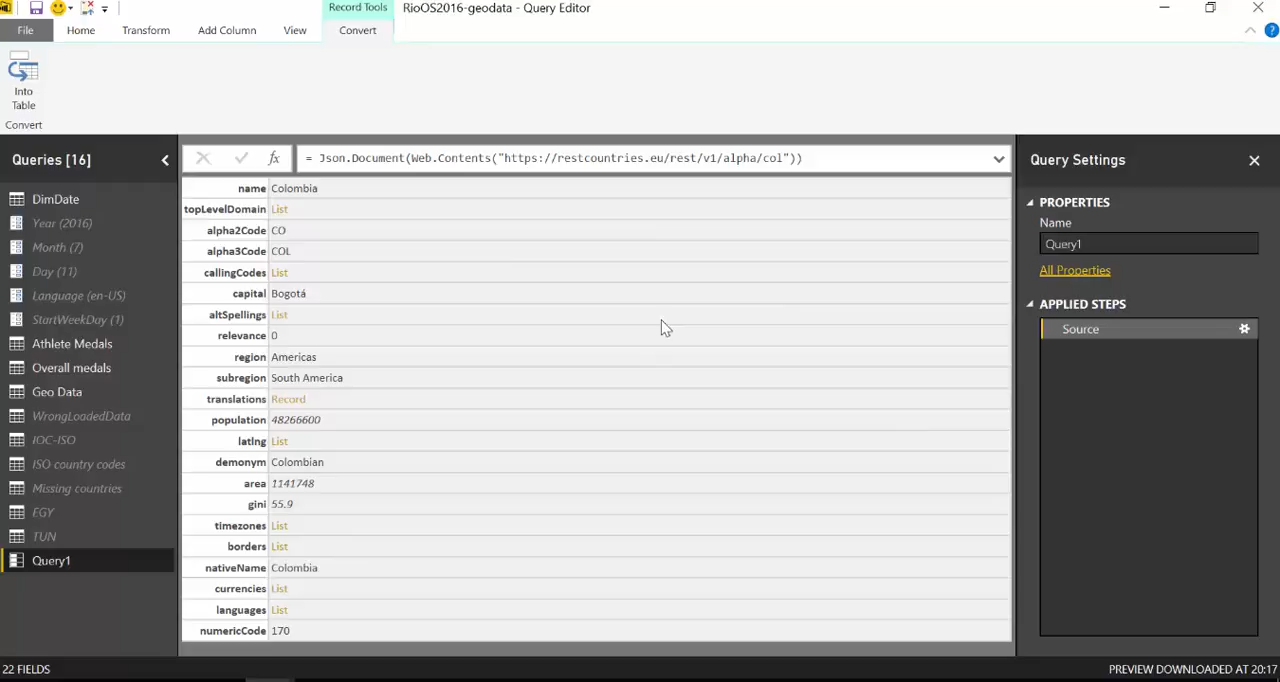 Record Tools
RioOS2016-geodata - Query Editor
File
Home
Transform
Add Column
View
Convert
Into
Table
Convert
Queries [16]
fx
= Json.Document(Web.Contents("https://restcountries.eu/rest/v1/alpha/col"))
Query Settings
DimDate
Year (2016)
Month (7)
Day (11)
Language (en-US)
StartWeekDay (1)
Athlete Medals
Overall medals
Geo Data
WrongLoadedData
IOC-ISO
ISO country codes
Missing countries
EGY
TUN
Query1
name Colombia
topLevelDomain List
alpha2Code CO
alpha3Code COL
callingCodes List
capital Bogotá
altSpellings List
relevance 0
region Americas
subregion South America
translations Record
population 48266600
latlng List
demonym Colombian
area 1141748
gini 55.9
timezones List
borders List
nativeName Colombia
currencies List
languages List
numericCode 170
PROPERTIES
Name
Query1
All Properties
APPLIED STEPS
Source
22 FIELDS
PREVIEW DOWNLOADED AT 20:17